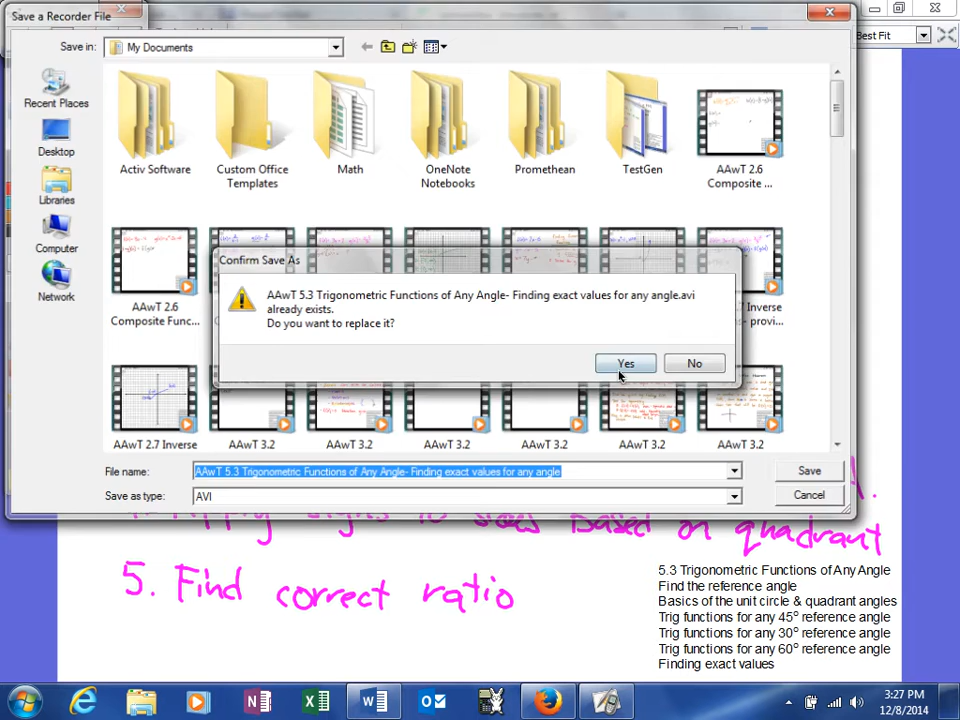 Save a Recorder File
Best Fit
Save in:
My Documents
Recent Places
Desktop
Libraries
Computer
Network
Activ Software
Custom Office
Templates
Math
OneNote
Notebooks
Promethean
TestGen
AAwT 2.6
Composite ...
Confirm Save As
AAwT 5.3 Trigonometric Functions of Any Angle- Finding exact values for any angle.avi
already exists.
Do you want to replace it?
Yes
No
AAwT 2.6
Composite Func...
Inverse
- provi...
AAwT 2.7 Inverse
AAwT 3.2
AAwT 3.2
AAwT 3.2
AAwT 3.2
AAwT 3.2
AAwT 3.2
File name:
AAwT 5.3 Trigonometric Functions of Any Angle- Finding exact values for any angle
Save
Save as type:
AVI
Cancel
signs to sides based on quadrant
5. Find correct ratio
5.3 Trigonometric Functions of Any Angle
Find the reference angle
Basics of the unit circle & quadrant angles
Trig functions for any 45° reference angle
Trig functions for any 30° reference angle
Trig functions for any 60° reference angle
Finding exact values
3:27 PM
12/8/2014